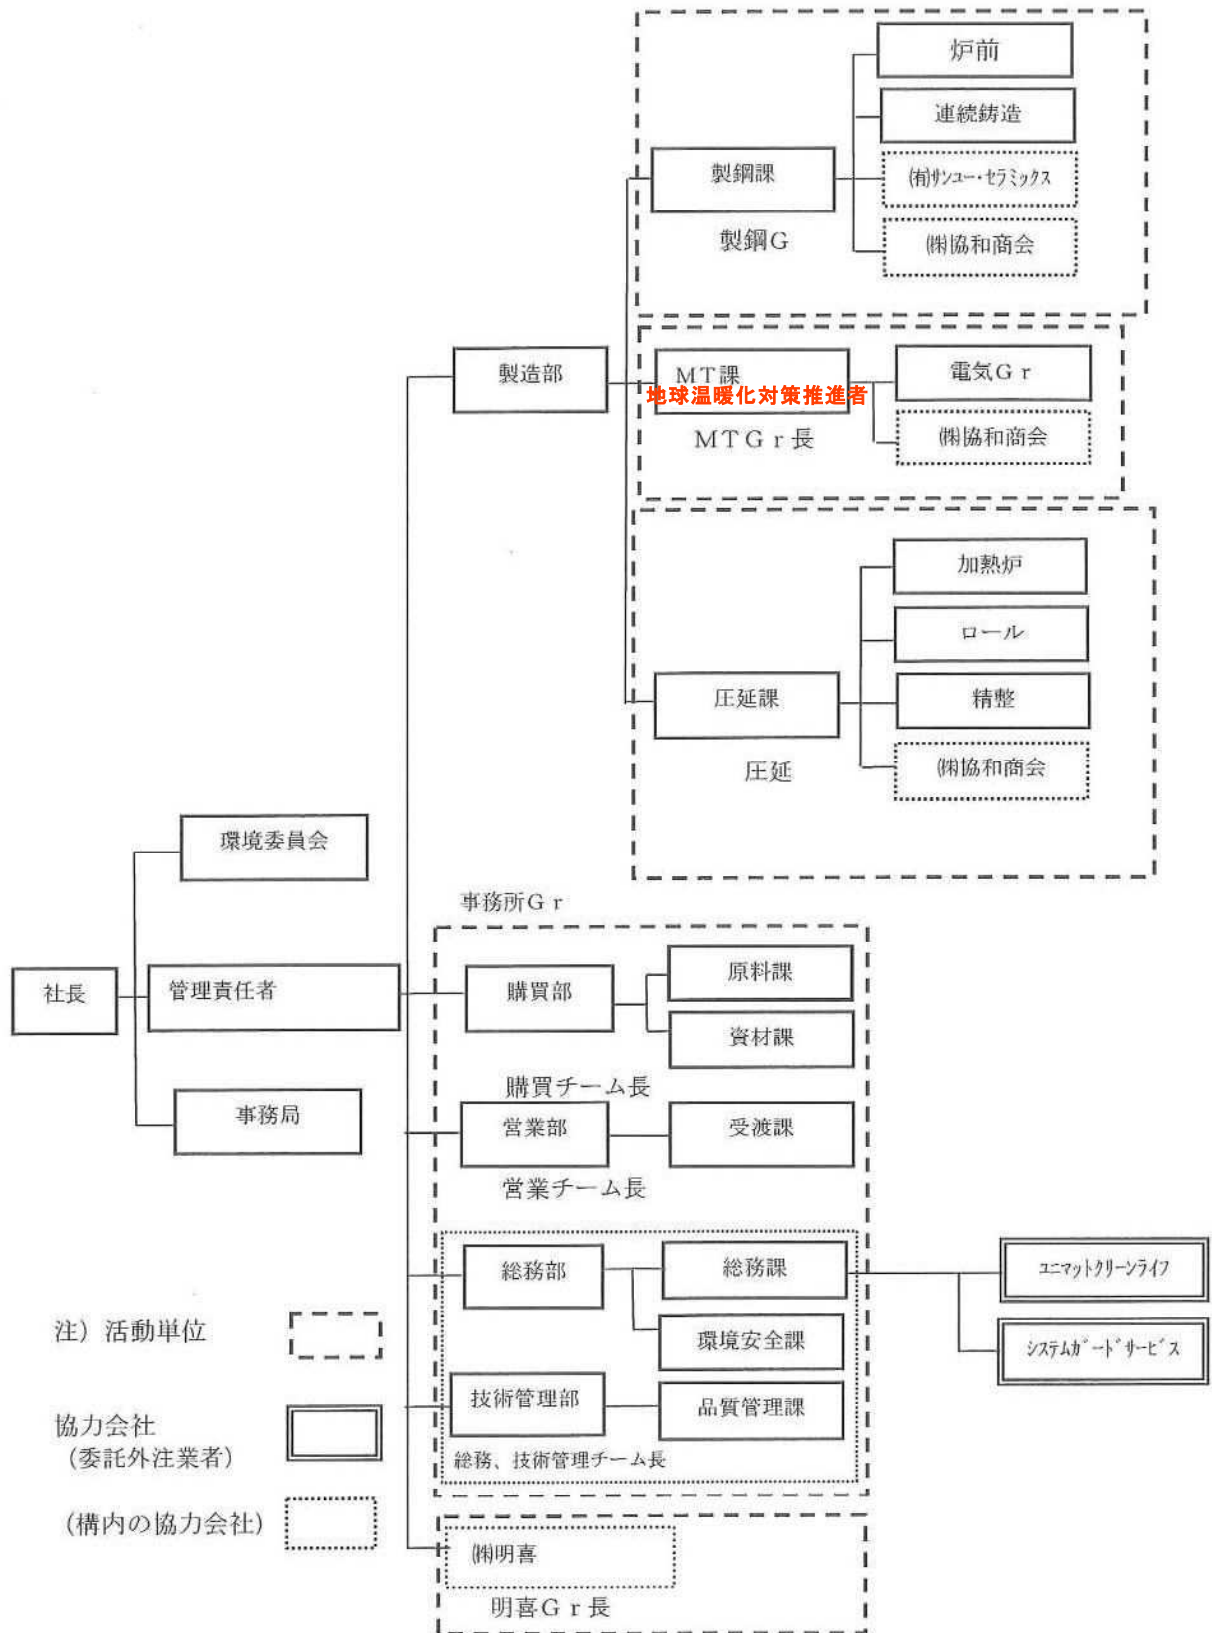 炉前
連続鋳造
製鋼課
㈲サンユー・セラミックス
製鋼G
㈱協和商会
製造部
MT課
地球温暖化対策推進者
電気Gr
MTGr長
㈱協和商会
加熱炉
ロール
圧延課
精整
圧延
㈱協和商会
環境委員会
事務所Gr
社長
管理責任者
購買部
原料課
資材課
購買チーム長
事務局
営業部
受渡課
営業チーム長
総務部
総務課
ユニマットクリーンライフ
環境安全課
システムガードサービス
注）活動単位
技術管理部
品質管理課
協力会社
（委託外注業者）
総務、技術管理チーム長
（構内の協力会社）
㈱明喜
明喜Gr長